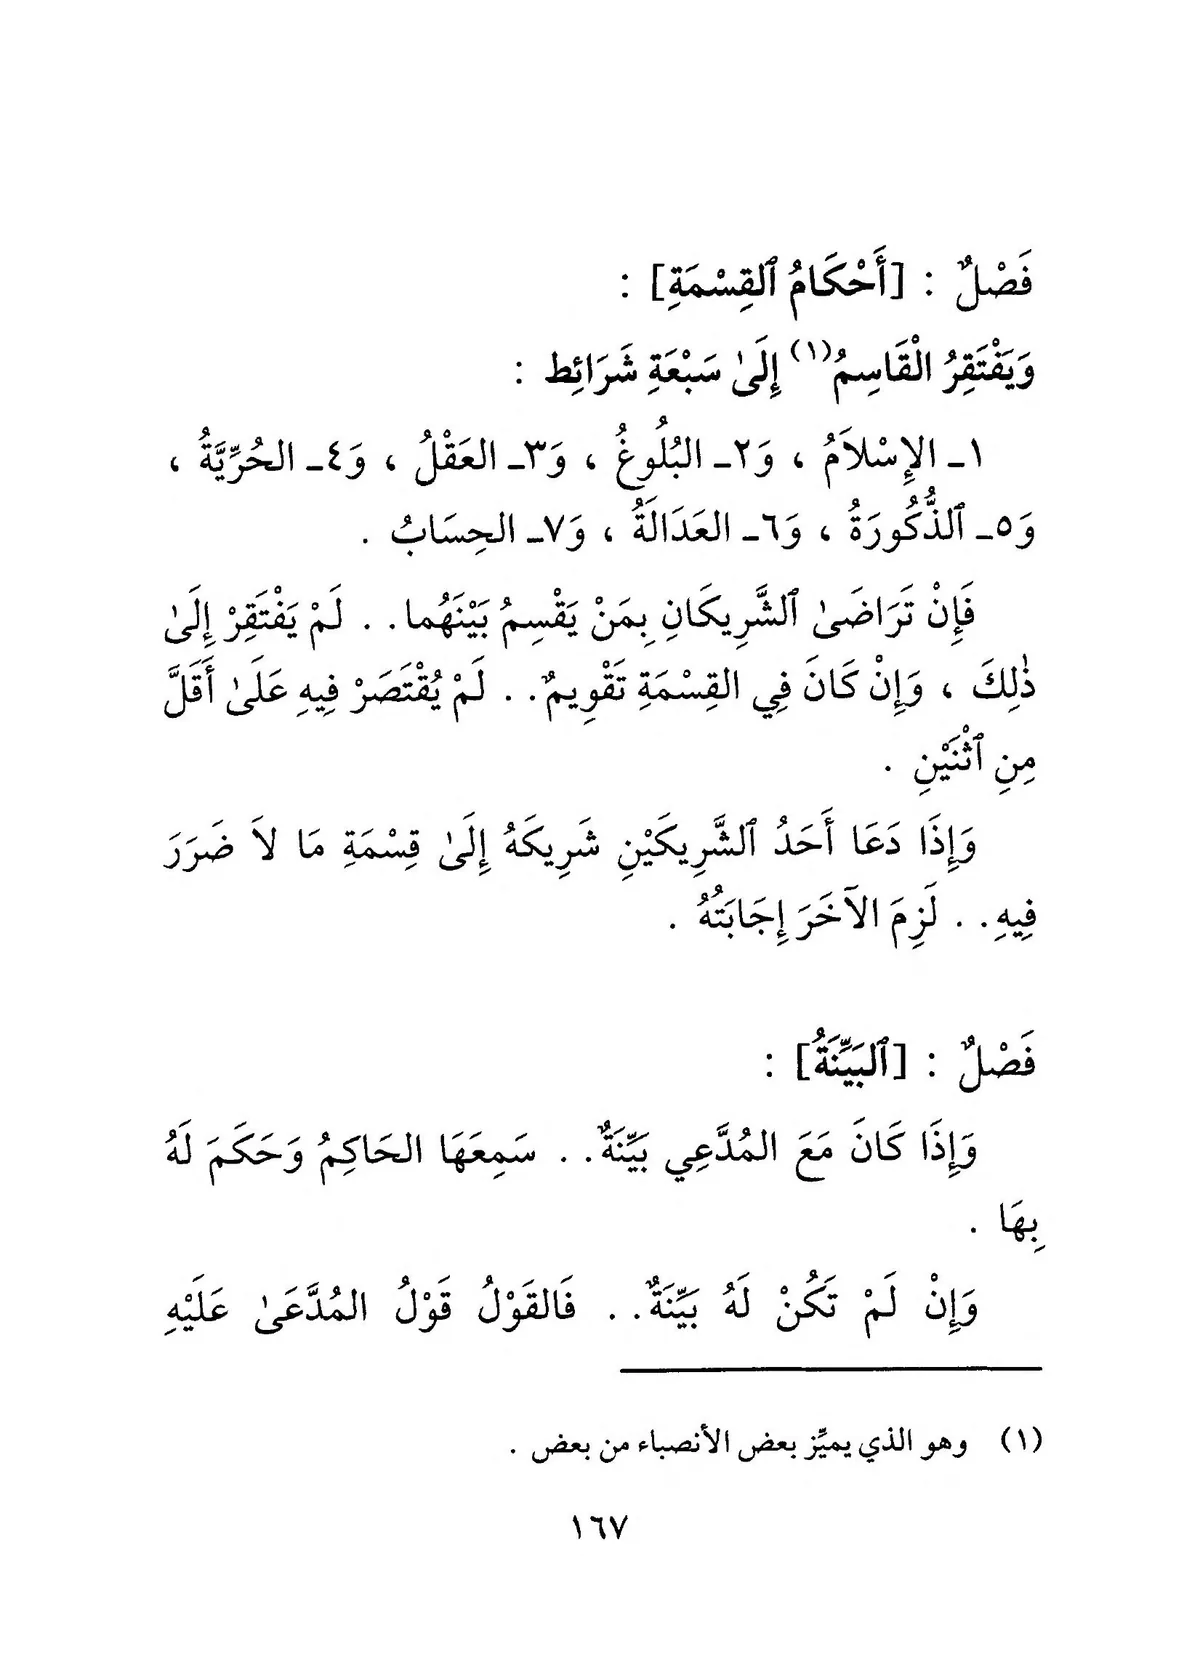 فَصْلٌ : [أَحْكَامُ ٱلقِسْمَةِ] :
وَيَفْتَقِرُ الْقَاسِمُ(١) إِلَىٰ سَبْعَةِ شَرَائِط :
١ـ الإِسْلاَمُ ، وَ٢ـ البُلُوغُ ، وَ٣ـ العَقْلُ ، وَ٤ـ الحُرِّيَّةُ ،
وَ٥ـ ٱلذُّكُورَةُ ، وَ٦ـ العَدَالَةُ ، وَ٧ـ الحِسَابُ .
فَإِنْ تَرَاضَىٰ ٱلشَّرِيكَانِ بِمَنْ يَقْسِمُ بَيْنَهُما. . لَمْ يَفْتَقِرْ إِلَىٰ
ذٰلِكَ ، وَإِنْ كَانَ فِي القِسْمَةِ تَقْوِيمٌ. . لَمْ يُقْتَصَرْ فِيهِ عَلَىٰ أَقَلَّ
مِنِ ٱثْنَيْنِ .
وَإِذَا دَعَا أَحَدُ ٱلشَّرِيكَيْنِ شَرِيكَهُ إِلَىٰ قِسْمَةِ مَا لاَ ضَرَرَ
فِيهِ. . لَزِمَ الآخَرَ إِجَابَتُهُ .
فَصْلٌ : [ٱلبَيِّنَةُ] :
وَإِذَا كَانَ مَعَ المُدَّعِي بَيِّنَةٌ. . سَمِعَهَا الحَاكِمُ وَحَكَمَ لَهُ
بِهَا .
وَإِنْ لَمْ تَكُنْ لَهُ بَيِّنَةٌ. . فَالقَوْلُ قَوْلُ المُدَّعَىٰ عَلَيْهِ
(١) وهو الذي يميِّز بعض الأنصباء من بعض .
١٦٧